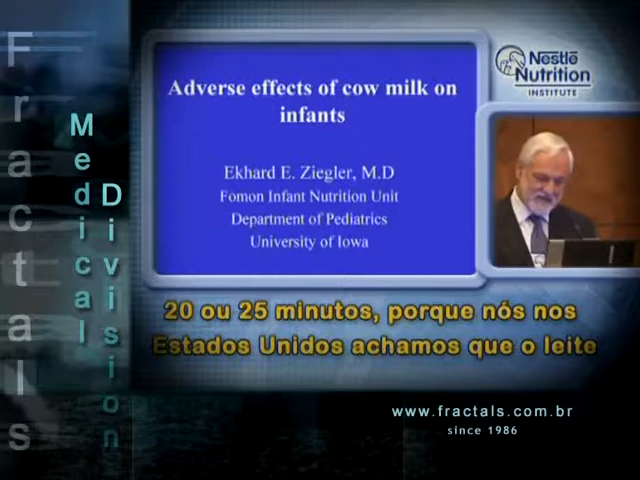 Fractals
Medical
Division
Adverse effects of cow milk on
infants
Ekhard E. Ziegler, M.D
Fomon Infant Nutrition Unit
Department of Pediatrics
University of Iowa
Nestlé
Nutrition
INSTITUTE
20 ou 25 minutos, porque nós nos
Estados Unidos achamos que o leite
www.fractals.com.br
since 1986